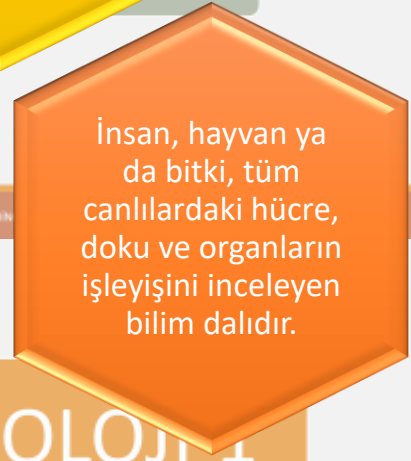 İnsan, hayvan ya
da bitki, tüm
canlılardaki hücre,
doku ve organların
işleyişini inceleyen
bilim dalıdır.